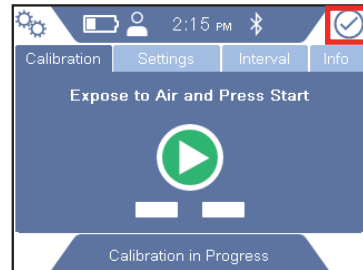 2:15 PM
Calibration Settings Interval Info
Expose to Air and Press Start
Calibration in Progress